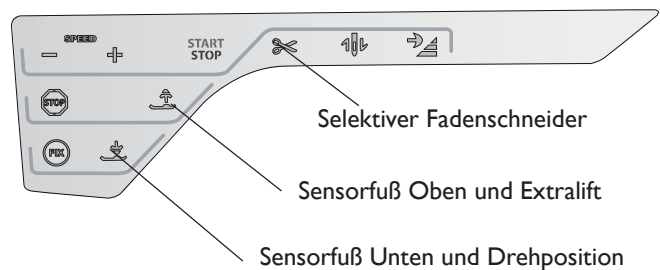 SPEED
START
STOP
STOP
Selektiver Fadenschneider
FIX
Sensorfuß Oben und Extralift
Sensorfuß Unten und Drehposition